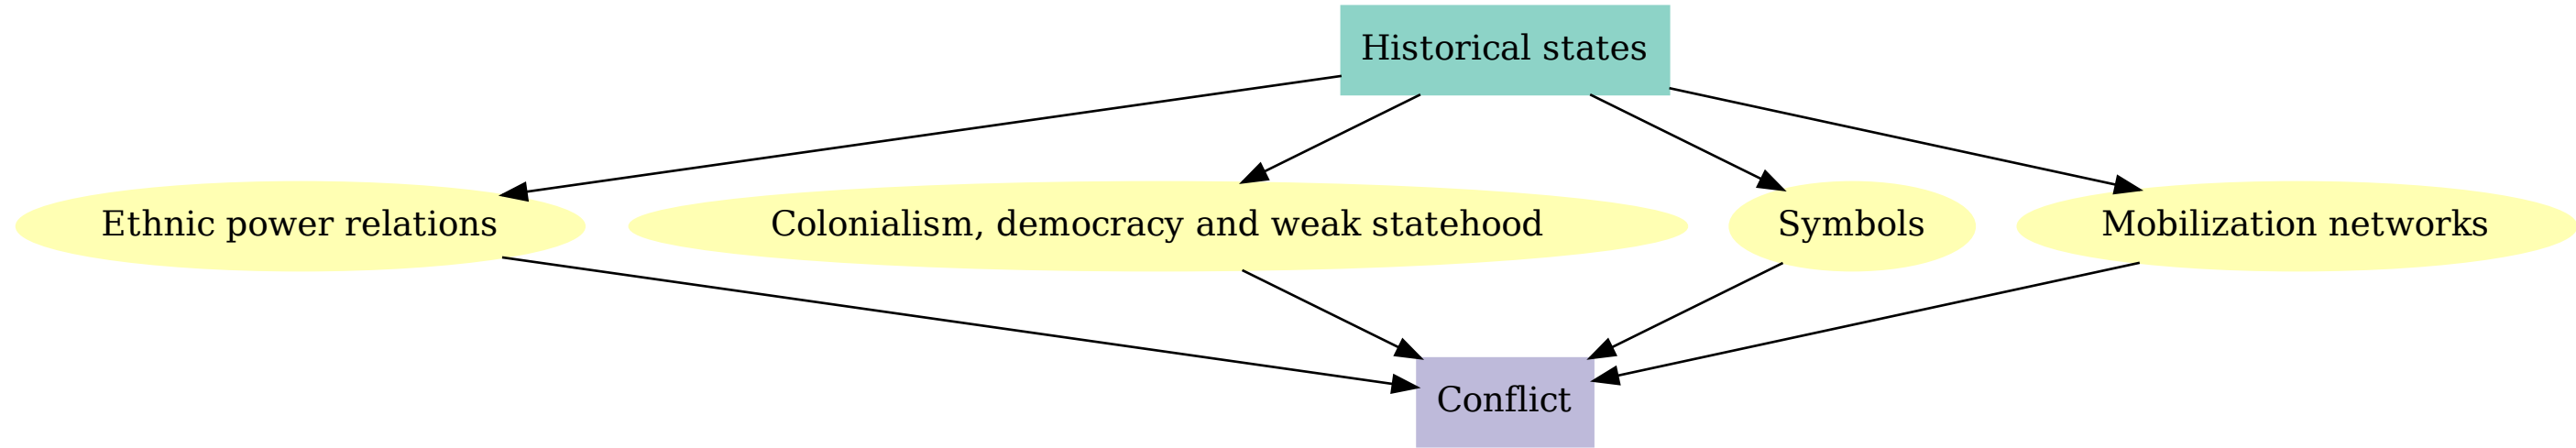 Historical states
Ethnic power relations
Colonialism, democracy and weak statehood
Symbols
Mobilization networks
Conflict